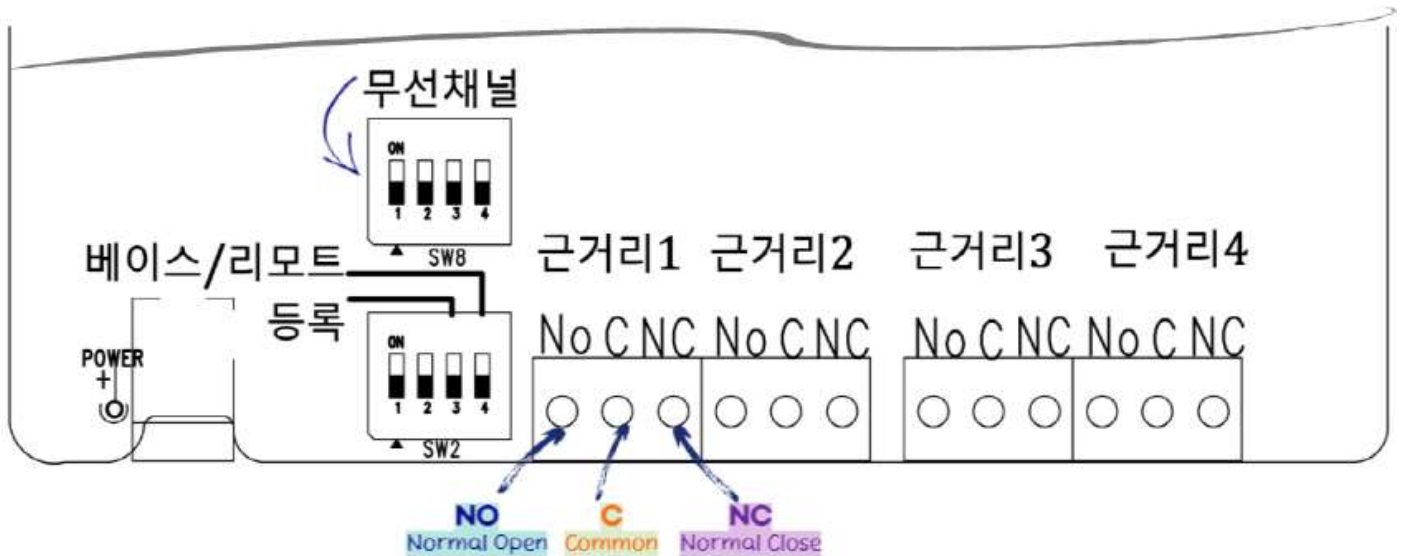 무선채널
ON
1 2 3 4
SW8
베이스/리모트
등록
근거리1 근거리2 근거리3 근거리4
POWER
+
ON
1 2 3 4
SW2
No C NC No C NC No C NC No C NC
NO C NC
Normal Open Common Normal Close